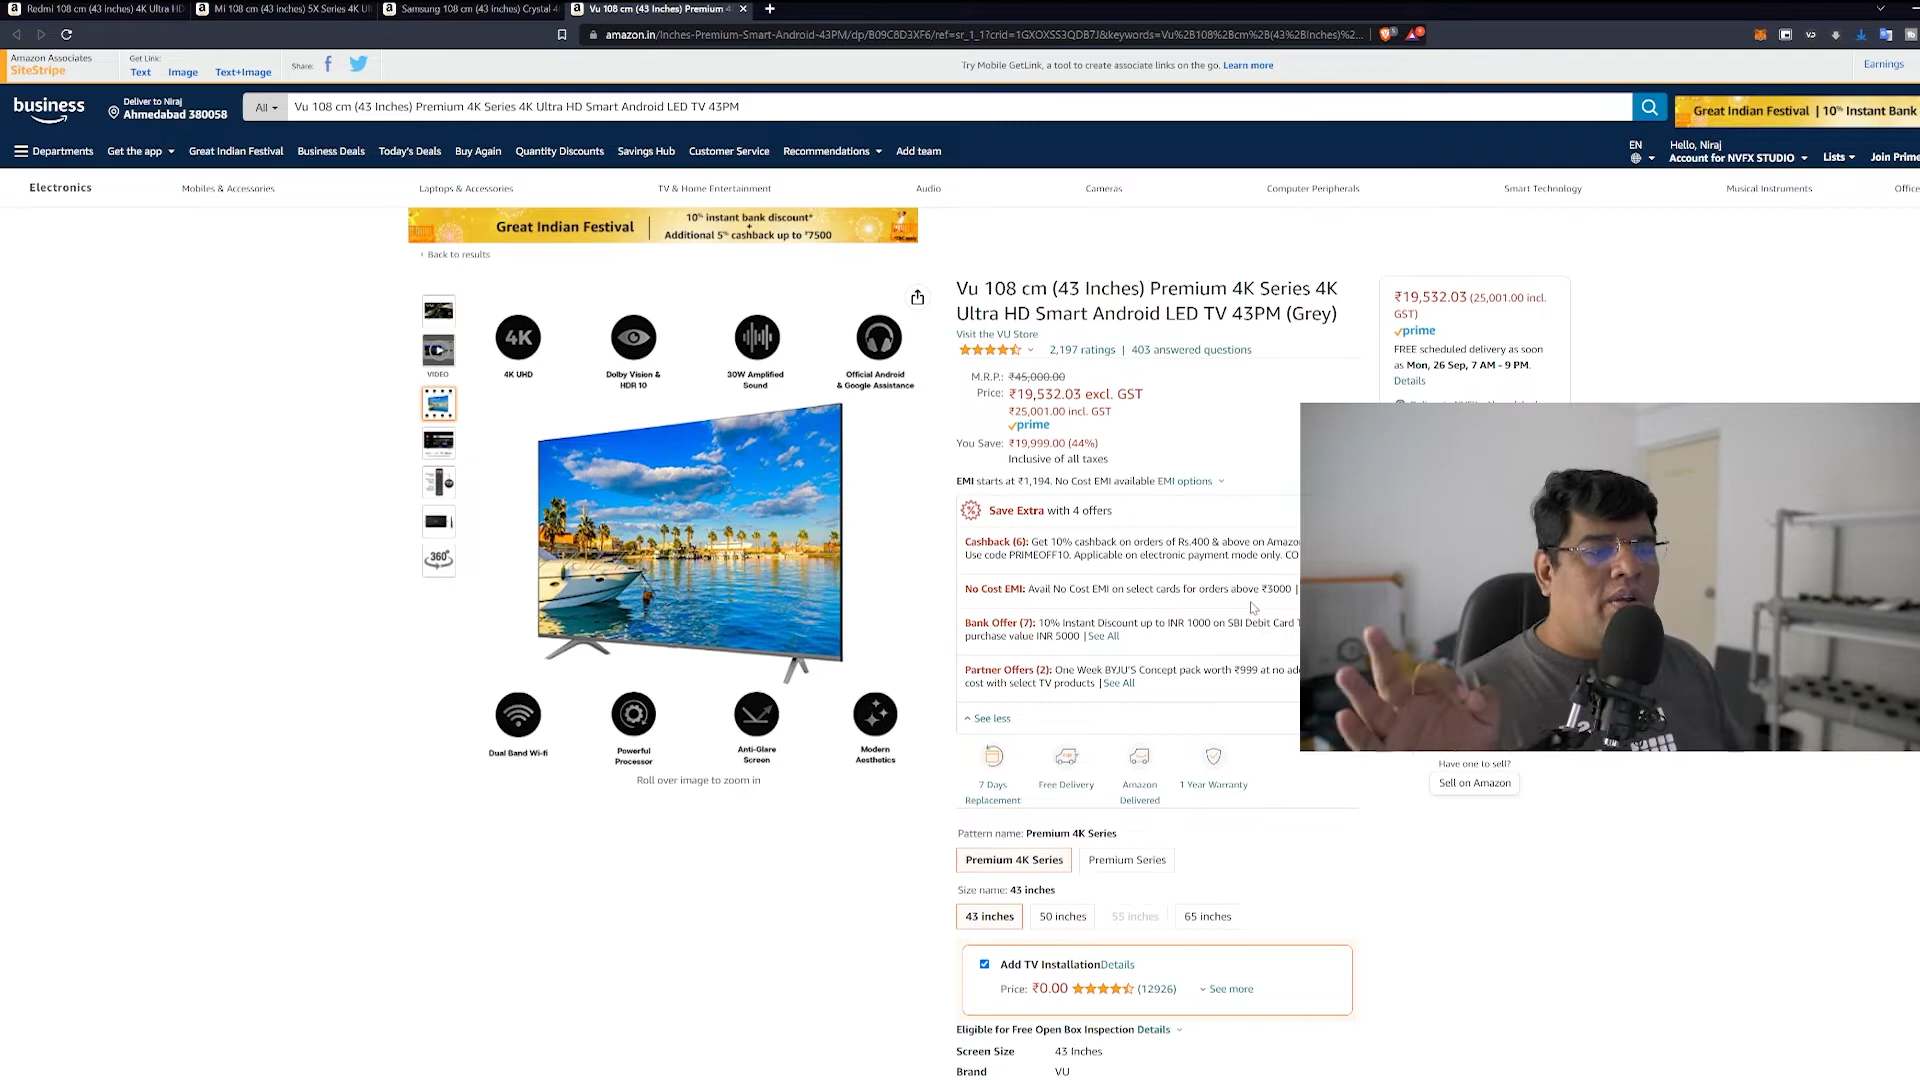 Redmi 108 cm (43 inches) 4K Ultra HD
Mi 108 cm (43 inches) 5X Series 4K Ul
Samsung 108 cm (43 inches) Crystal 4
Vu 108 cm (43 Inches) Premium 4
amazon.in/Inches-Premium-Smart-Android-43PM/dp/B09C8D3XF6/ref=sr_1_1?crid=1GXOXSS3QDB7J&keywords=Vu%2B108%2Bcm%2B(43%2BInches)%2...
Amazon Associates
SiteStripe
Get Link:
Text Image Text+Image
Share:
Try Mobile GetLink, a tool to create associate links on the go. Learn more
Earnings
business
Deliver to Niraj
Ahmedabad 380058
All
Vu 108 cm (43 Inches) Premium 4K Series 4K Ultra HD Smart Android LED TV 43PM
Great Indian Festival | 10% Instant Bank
Departments Get the app Great Indian Festival Business Deals Today's Deals Buy Again Quantity Discounts Savings Hub Customer Service Recommendations Add team
EN
Hello, Niraj
Account for NVFX STUDIO
Lists
Join Prime
Electronics Mobiles & Accessories Laptops & Accessories TV & Home Entertainment Audio Cameras Computer Peripherals Smart Technology Musical Instruments Office
Great Indian Festival
10% instant bank discount*
+
Additional 5% cashback up to ₹7500
‹ Back to results
VIDEO
360°
4K
4K UHD
Dolby Vision &
HDR 10
30W Amplified
Sound
Official Android
& Google Assistance
Dual Band Wi-fi
Powerful
Processor
Anti-Glare
Screen
Modern
Aesthetics
Roll over image to zoom in
Vu 108 cm (43 Inches) Premium 4K Series 4K
Ultra HD Smart Android LED TV 43PM (Grey)
Visit the VU Store
2,197 ratings | 403 answered questions
M.R.P.: ₹45,000.00
Price: ₹19,532.03 excl. GST
₹25,001.00 incl. GST
prime
You Save: ₹19,999.00 (44%)
Inclusive of all taxes
EMI starts at ₹1,194. No Cost EMI available EMI options
Save Extra with 4 offers
Cashback (6): Get 10% cashback on orders of Rs.400 & above on Amazo
Use code PRIMEOFF10. Applicable on electronic payment mode only. CO
No Cost EMI: Avail No Cost EMI on select cards for orders above ₹3000 |
Bank Offer (7): 10% Instant Discount up to INR 1000 on SBI Debit Card T
purchase value INR 5000 | See All
Partner Offers (2): One Week BYJU'S Concept pack worth ₹999 at no ad
cost with select TV products | See All
See less
7 Days
Replacement
Free Delivery
Amazon
Delivered
1 Year Warranty
Pattern name: Premium 4K Series
Premium 4K Series Premium Series
Size name: 43 inches
43 inches 50 inches 55 inches 65 inches
Add TV Installation Details
Price: ₹0.00 (12926) See more
Eligible for Free Open Box Inspection Details
Screen Size 43 Inches
Brand VU
₹19,532.03 (25,001.00 incl.
GST)
prime
FREE scheduled delivery as soon
as Mon, 26 Sep, 7 AM - 9 PM.
Details
Have one to sell?
Sell on Amazon